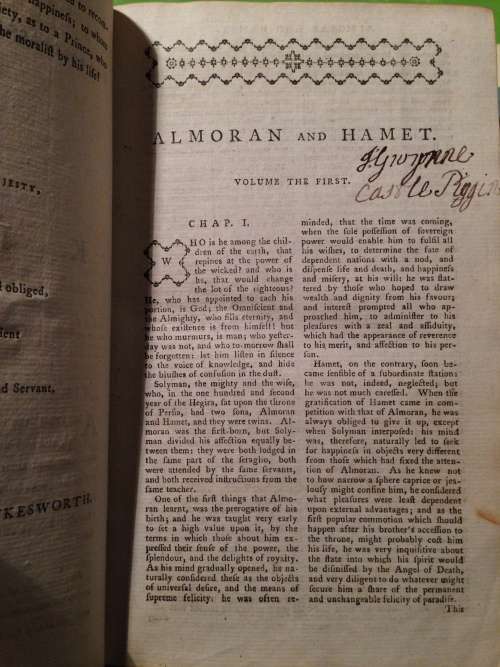 ed to recon-
happiness; to whom
ety, as to a Prince, who
he moralist by his life!
JESTY,
obliged,
ient
d Servant,
KESWORTH.
ALMORAN AND HAMET.
J Gwynne
Castle Piggin
VOLUME THE FIRST.
CHAP. I.
WHO is he among the chil-
dren of the earth, that
repines at the power of
the wicked? and who is
he, that would change
the lot of the righteous?
He, who has appointed to each his
portion, is God; the Omniscient and
the Almighty, who fills eternity, and
whose existence is from himself! but
he who murmurs, is man; who yester-
day was not, and who to-morrow shall
be forgotten: let him listen in silence
to the voice of knowledge, and hide
the blushes of confusion in the dust.
Solyman, the mighty and the wise,
who, in the one hundred and second
year of the Hegira, sat upon the throne
of Persia, had two sons, Almoran
and Hamet, and they were twins. Al-
moran was the first-born, but Soly-
man divided his affection equally be-
tween them: they were both lodged in
the same part of the seraglio, both
were attended by the same servants,
and both received instructions from the
same teacher.
One of the first things that Almo-
ran learnt, was the prerogative of his
birth; and he was taught very early
to set a high value upon it, by the
terms in which those about him ex-
pressed their sense of the power, the
splendour, and the delights of royalty.
As his mind gradually opened, he na-
turally considered these as the objects
of universal desire, and the means of
supreme felicity: he was often re-
minded, that the time was coming,
when the sole possession of sovereign
power would enable him to fulfil all
his wishes, to determine the fate of
dependent nations with a nod, and
dispense life and death, and happiness
and misery, at his will: he was flat-
tered by those who hoped to draw
wealth and dignity from his favour;
and interest prompted all who ap-
proached him, to administer to his
pleasures with a zeal and assiduity,
which had the appearance of reverence
to his merit, and affection to his per-
son.
Hamet, on the contrary, soon be-
came sensible of a subordinate station:
he was not, indeed, neglected; but
he was not much caressed. When the
gratification of Hamet came in com-
petition with that of Almoran, he was
always obliged to give it up, except
when Solyman interposed: his mind
was, therefore, naturally led to seek
for happiness in objects very different
from those which had fixed the atten-
tion of Almoran. As he knew not
to how narrow a sphere caprice or jea-
lousy might confine him, he considered
what pleasures were least dependent
upon external advantages; and as the
first popular commotion which should
happen after his brother's accession to
the throne, might probably cost him
his life, he was very inquisitive about
the state into which his spirit would
be dismissed by the Angel of Death,
and very diligent to do whatever might
secure him a share of the permanent
and unchangeable felicity of paradise.
This